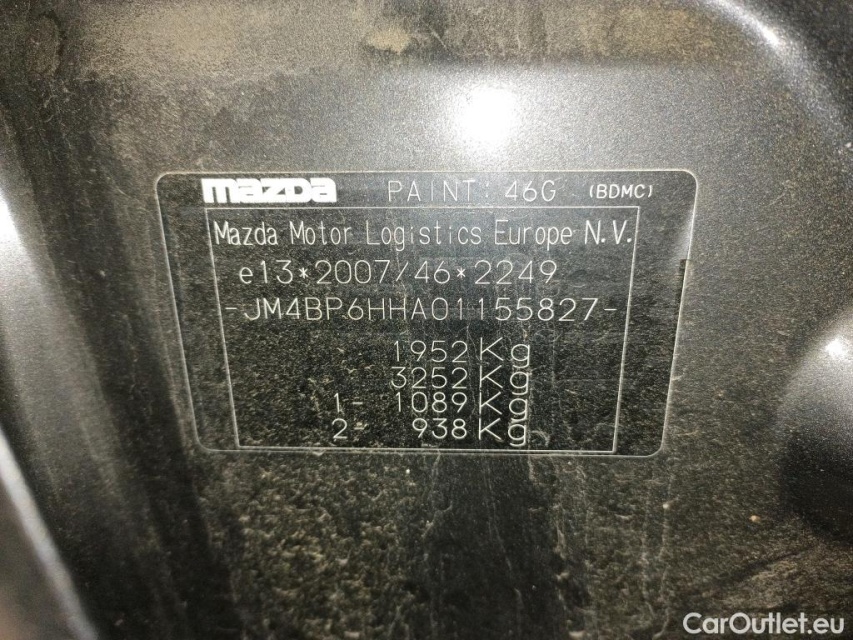 mazda PAINT: 46G (BDMC)
Mazda Motor Logistics Europe N.V.
e13*2007/46*2249
-JM4BP6HHA01155827-
1952 Kg
3252 Kg
1- 1089 Kg
2- 938 Kg
CarOutlet.eu